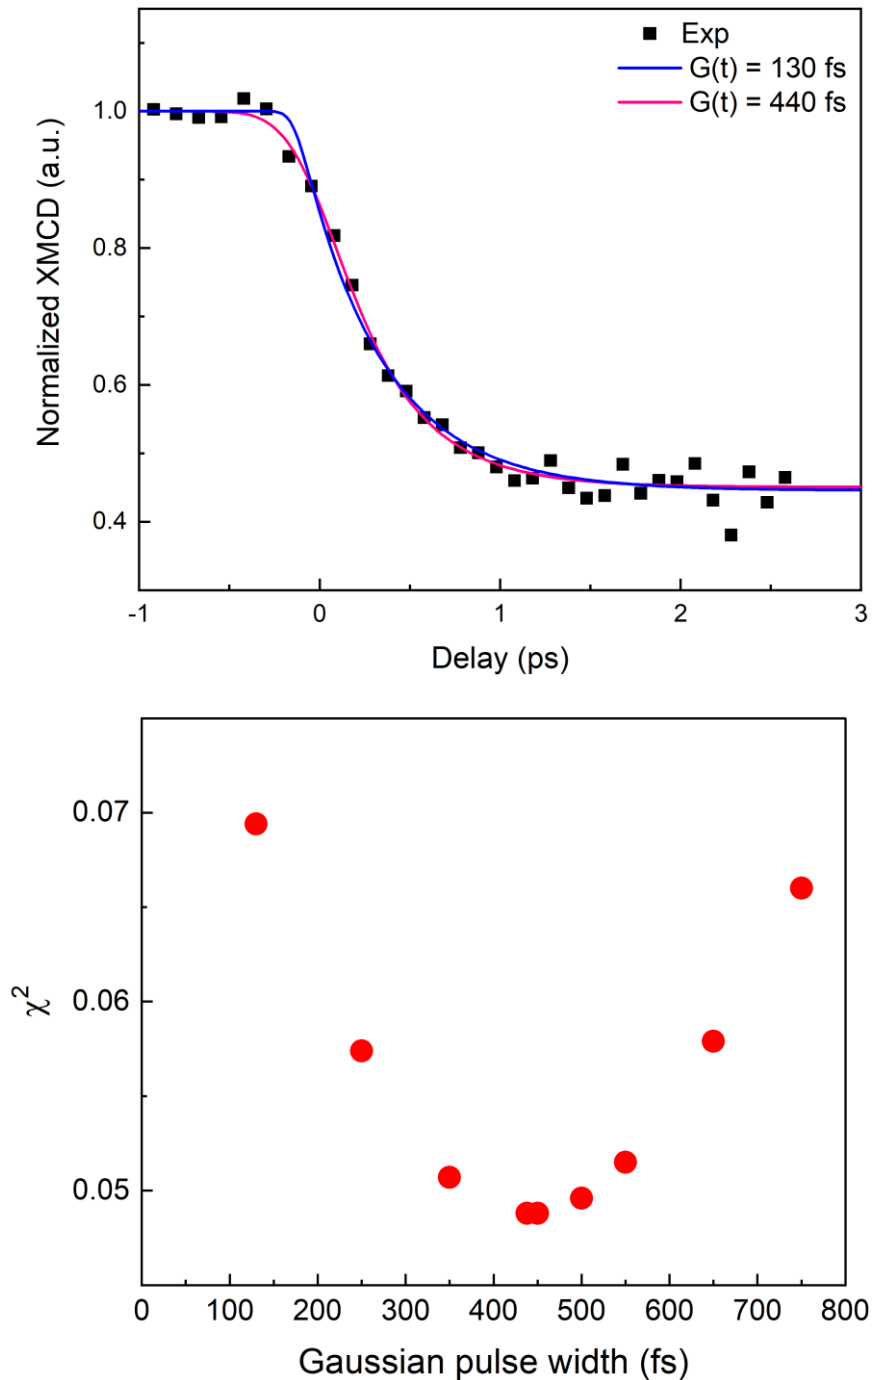 Exp
G(t) = 130 fs
G(t) = 440 fs
Normalized XMCD (a.u.)
1.0
0.8
0.6
0.4
-1 0 1 2 3
Delay (ps)
χ²
0.07
0.06
0.05
0 100 200 300 400 500 600 700 800
Gaussian pulse width (fs)